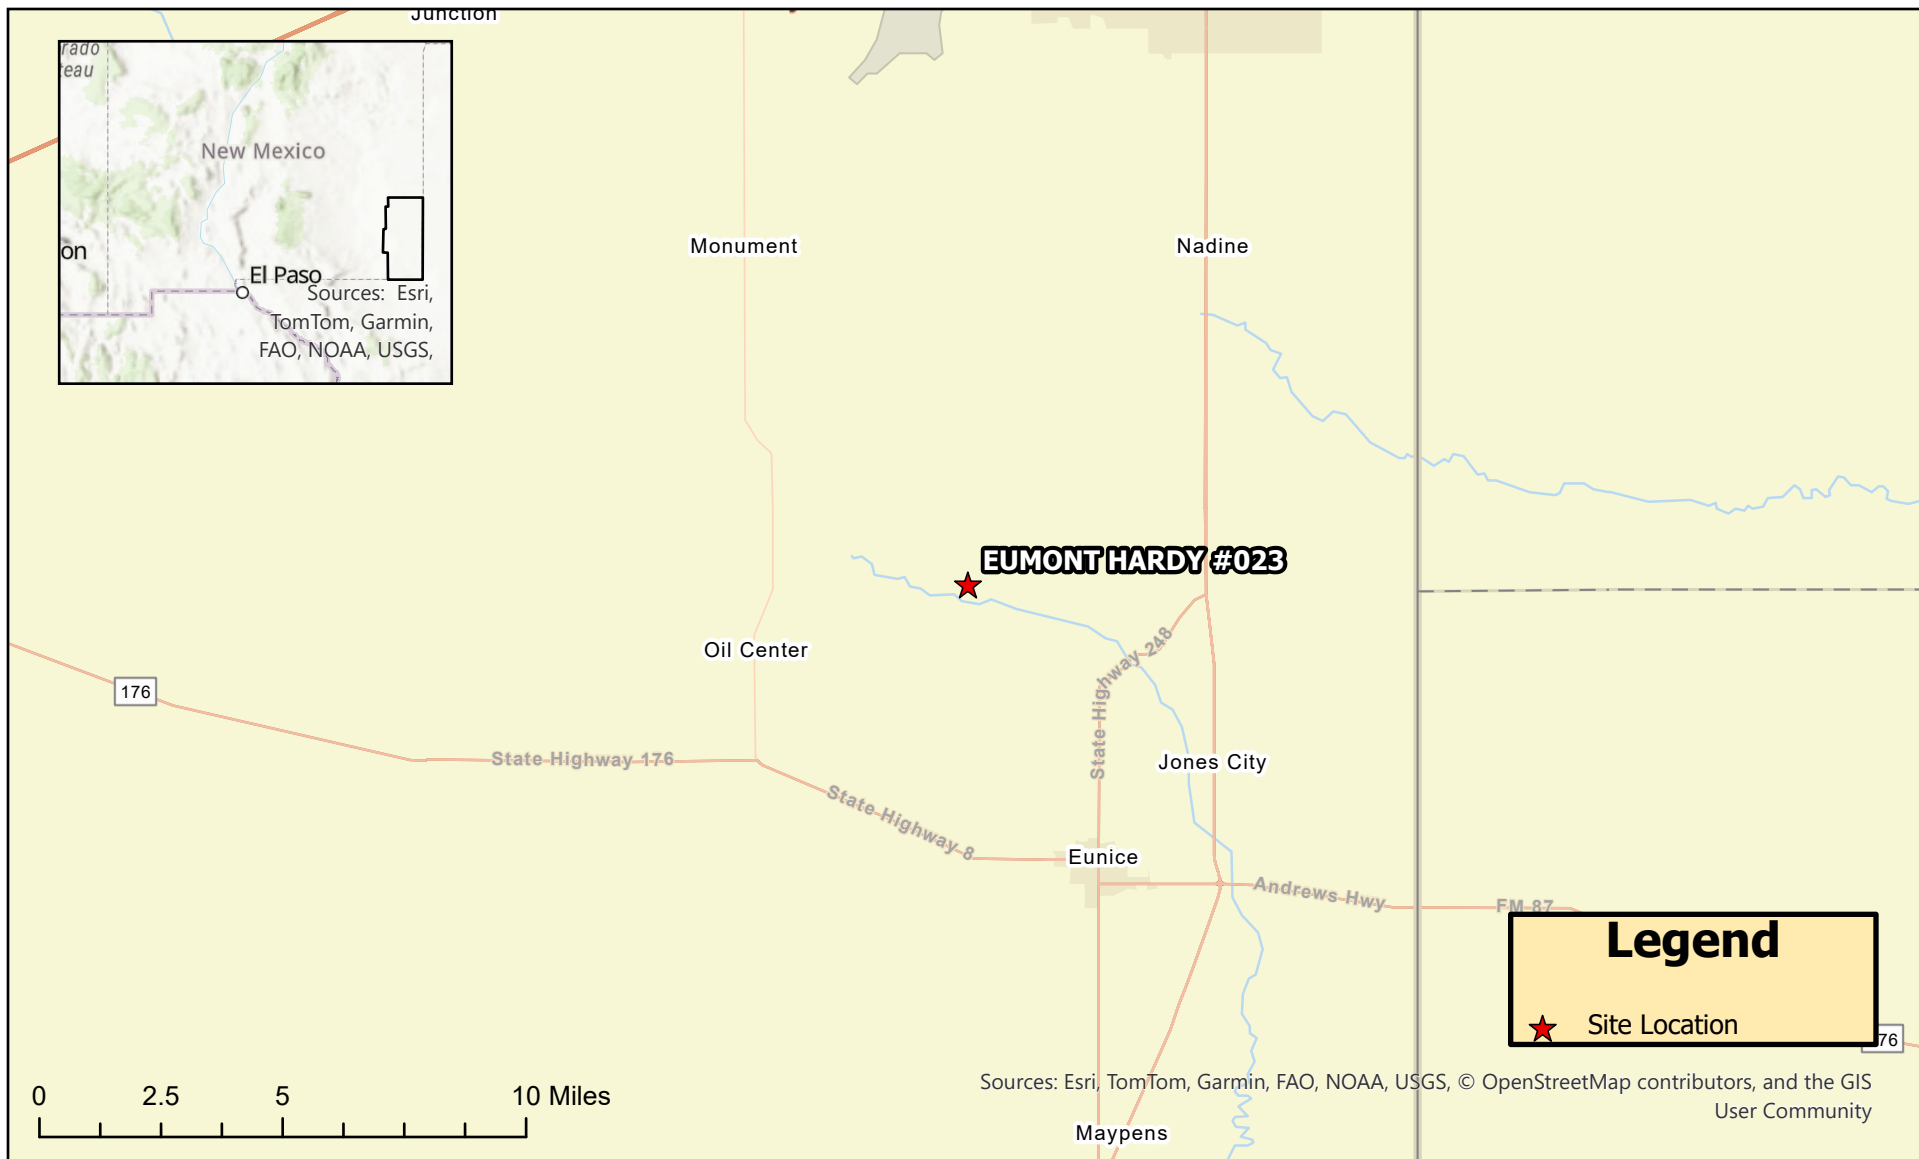 Junction
rado
teau
New Mexico
on
El Paso
Sources: Esri,
TomTom, Garmin,
FAO, NOAA, USGS,
Monument
Nadine
EUMONT HARDY #023
State Highway 248
Oil Center
176
State Highway 176
Jones City
State Highway 8
Eunice
Andrews Hwy
FM 87
Legend
Site Location
76
Sources: Esri, TomTom, Garmin, FAO, NOAA, USGS, © OpenStreetMap contributors, and the GIS
User Community
0 2.5 5 10 Miles
Maypens